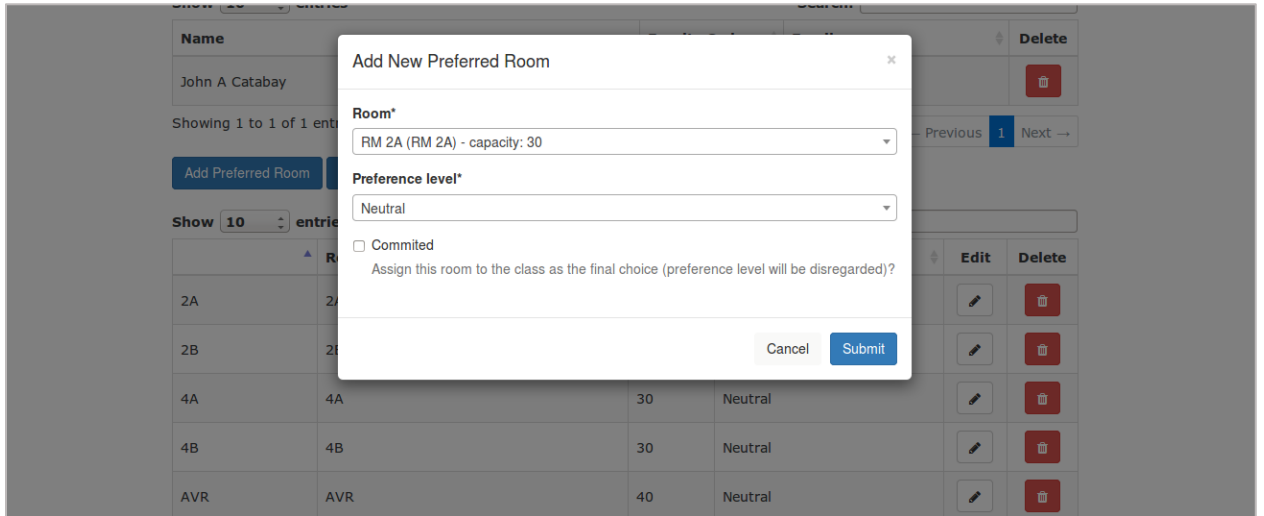 Show 10 entries Search:
Name Delete
John A Catabay
Showing 1 to 1 of 1 Previous 1 Next →
Add Preferred Room
Show 10
Edit Delete
2A
2B
4A 4A 30 Neutral
4B 4B 30 Neutral
AVR AVR 40 Neutral
Add New Preferred Room ×
Room*
RM 2A (RM 2A) - capacity: 30
Preference level*
Neutral
Commited
Assign this room to the class as the final choice (preference level will be disregarded)?
Cancel Submit